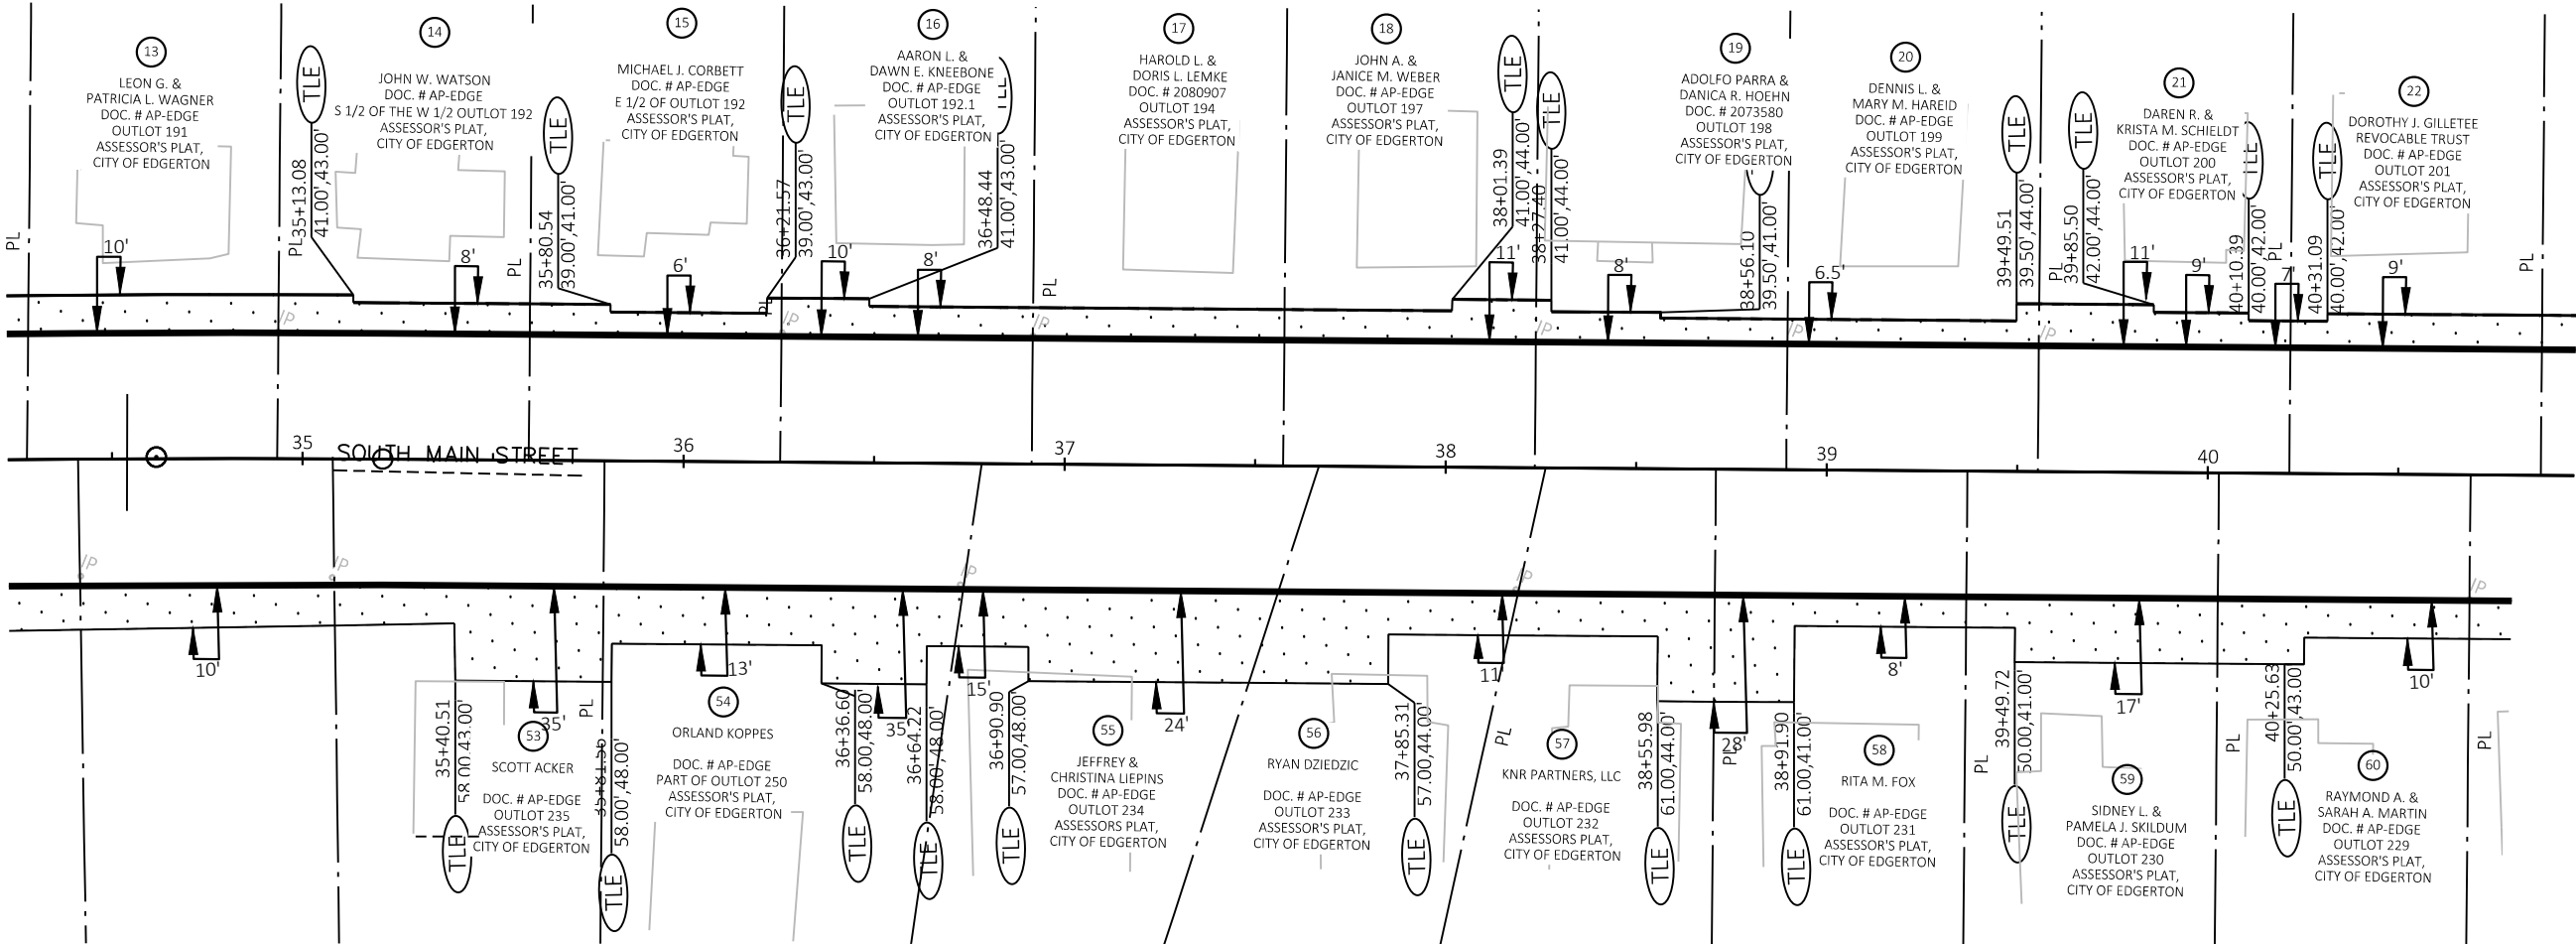 13
LEON G. &
PATRICIA L. WAGNER
DOC. # AP-EDGE
OUTLOT 191
ASSESSOR'S PLAT,
CITY OF EDGERTON
14
JOHN W. WATSON
DOC. # AP-EDGE
S 1/2 OF THE W 1/2 OUTLOT 192
ASSESSOR'S PLAT,
CITY OF EDGERTON
15
MICHAEL J. CORBETT
DOC. # AP-EDGE
E 1/2 OF OUTLOT 192
ASSESSOR'S PLAT,
CITY OF EDGERTON
16
AARON L. &
DAWN E. KNEEBONE
DOC. # AP-EDGE
OUTLOT 192.1
ASSESSOR'S PLAT,
CITY OF EDGERTON
17
HAROLD L. &
DORIS L. LEMKE
DOC. # 2080907
OUTLOT 194
ASSESSOR'S PLAT,
CITY OF EDGERTON
18
JOHN A. &
JANICE M. WEBER
DOC. # AP-EDGE
OUTLOT 197
ASSESSOR'S PLAT,
CITY OF EDGERTON
19
ADOLFO PARRA &
DANICA R. HOEHN
DOC. # 2073580
OUTLOT 198
ASSESSOR'S PLAT,
CITY OF EDGERTON
20
DENNIS L. &
MARY M. HAREID
DOC. # AP-EDGE
OUTLOT 199
ASSESSOR'S PLAT,
CITY OF EDGERTON
21
DAREN R. &
KRISTA M. SCHIELDT
DOC. # AP-EDGE
OUTLOT 200
ASSESSOR'S PLAT,
CITY OF EDGERTON
22
DOROTHY J. GILLETEE
REVOCABLE TRUST
DOC. # AP-EDGE
OUTLOT 201
ASSESSOR'S PLAT,
CITY OF EDGERTON
TLE
35+13.08
41.00',43.00'
TLE
35+80.54
39.00',41.00'
TLE
36+21.57
39.00',43.00'
36+48.44
41.00',43.00'
TLE
38+01.39
41.00',44.00'
TLE
38+27.40
41.00',44.00'
38+56.10
39.50',41.00'
TLE
39+49.51
39.50',44.00'
TLE
39+85.50
42.00',44.00'
TLE
40+10.39
40.00',42.00'
TLE
40+31.09
40.00',42.00'
PL
PL
PL
PL
PL
PL
PL
PL
10'
8'
6'
10'
8'
11'
8'
6.5'
11'
9'
7'
9'
35
SOUTH MAIN STREET
36
37
38
39
40
10'
35'
13'
35'
15'
24'
11'
28'
8'
17'
10'
PL
PL
PL
PL
PL
PL
35+40.51
58.00,43.00'
TLE
35+81.56
58.00',48.00'
TLE
36+36.60
58.00,48.00'
TLE
36+64.22
58.00',48.00'
TLE
36+90.90
57.00',48.00'
TLE
37+85.31
57.00,44.00'
TLE
38+55.98
61.00,44.00'
TLE
38+91.90
61.00,41.00'
TLE
39+49.72
50.00,41.00'
TLE
40+25.63
50.00',43.00
TLE
53
SCOTT ACKER
DOC. # AP-EDGE
OUTLOT 235
ASSESSOR'S PLAT,
CITY OF EDGERTON
54
ORLAND KOPPES
DOC. # AP-EDGE
PART OF OUTLOT 250
ASSESSOR'S PLAT,
CITY OF EDGERTON
55
JEFFREY &
CHRISTINA LIEPINS
DOC. # AP-EDGE
OUTLOT 234
ASSESSORS PLAT,
CITY OF EDGERTON
56
RYAN DZIEDZIC
DOC. # AP-EDGE
OUTLOT 233
ASSESSOR'S PLAT,
CITY OF EDGERTON
57
KNR PARTNERS, LLC
DOC. # AP-EDGE
OUTLOT 232
ASSESSORS PLAT,
CITY OF EDGERTON
58
RITA M. FOX
DOC. # AP-EDGE
OUTLOT 231
ASSESSOR'S PLAT,
CITY OF EDGERTON
59
SIDNEY L. &
PAMELA J. SKILDUM
DOC. # AP-EDGE
OUTLOT 230
ASSESSOR'S PLAT,
CITY OF EDGERTON
60
RAYMOND A. &
SARAH A. MARTIN
DOC. # AP-EDGE
OUTLOT 229
ASSESSOR'S PLAT,
CITY OF EDGERTON